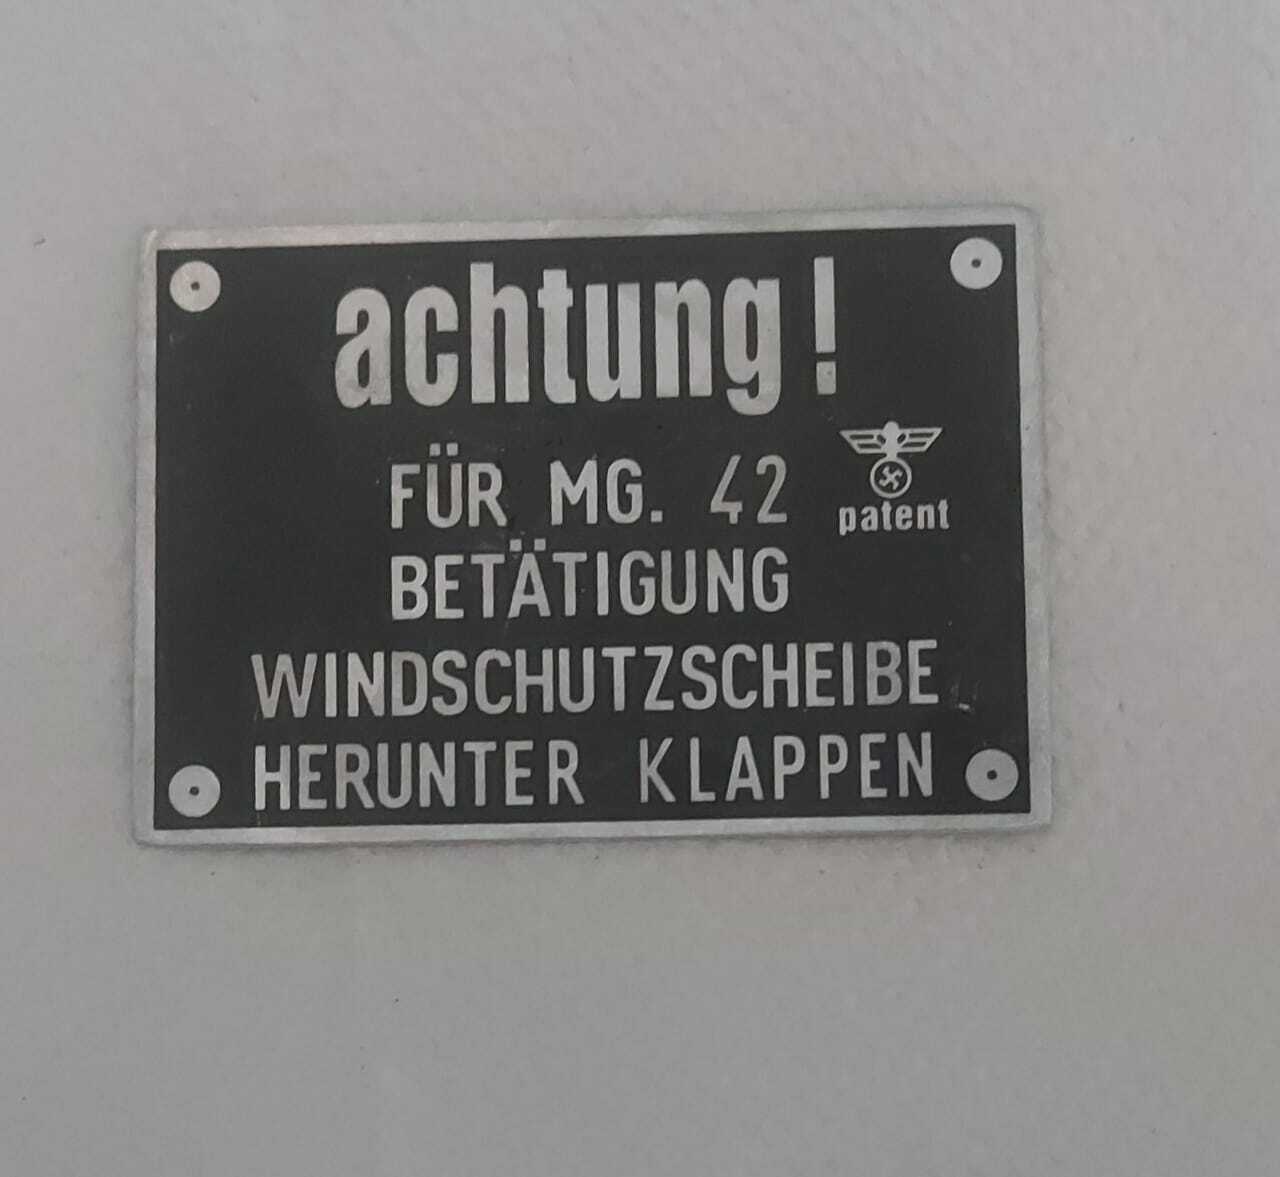 achtung!
FÜR MG. 42
patent
BETÄTIGUNG
WINDSCHUTZSCHEIBE
HERUNTER KLAPPEN